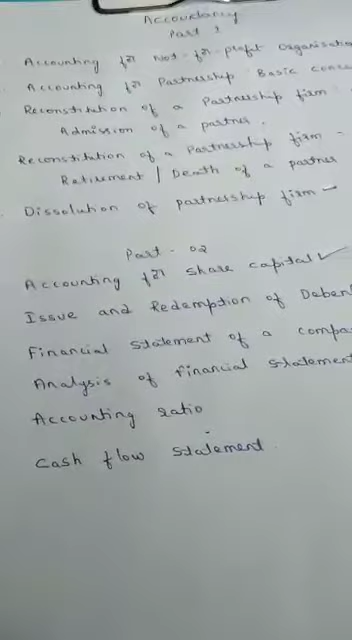 Accountancy
Part 1
Accounting for Not-for-profit Organisatio
Accounting for Partnership Basic conce
Reconstitution of a Partnership firm -
Admission of a partner.
Reconstitution of a Partnership firm -
Retirement / Death of a partner
Dissolution of partnership firm -
Part - 02
Accounting for share capital ✓
Issue and Redemption of Deben
Financial statement of a compa
Analysis of financial statement
Accounting ratio
Cash flow statement.